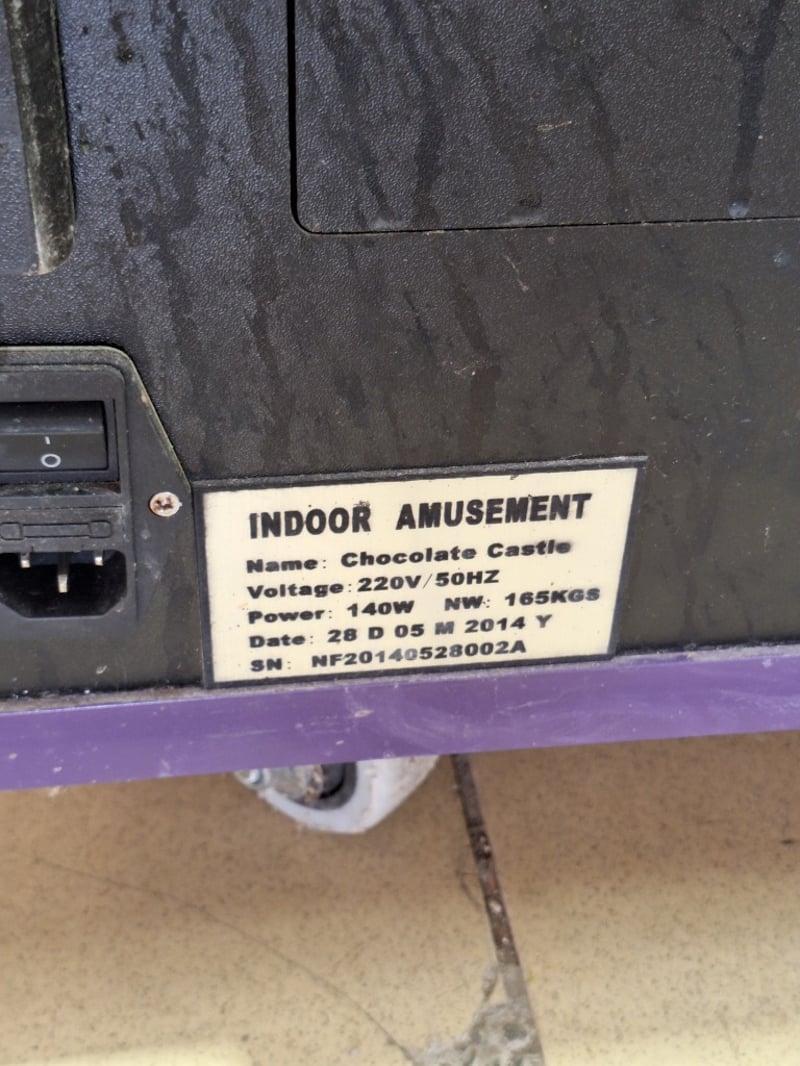 INDOOR AMUSEMENT
Name: Chocolate Castle
Voltage: 220V/50HZ
Power: 140W NW: 165KGS
Date: 28 D 05 M 2014 Y
SN: NF20140528002A